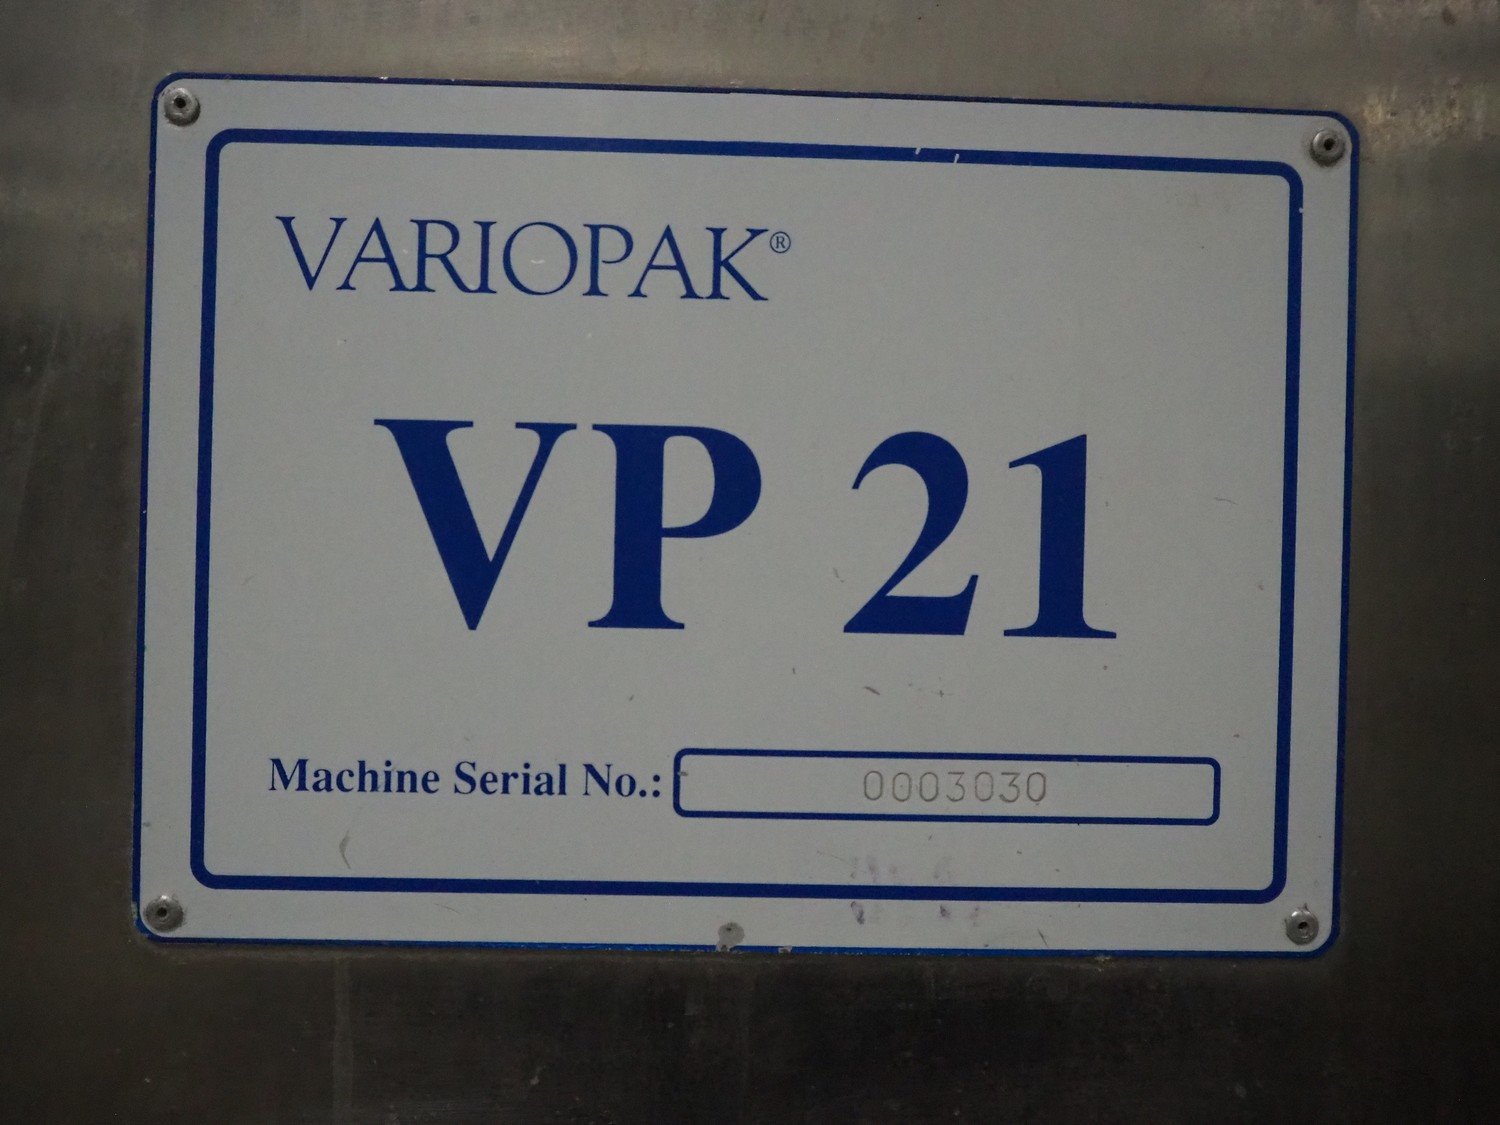 VARIOPAK®
VP 21
Machine Serial No.: 0003030